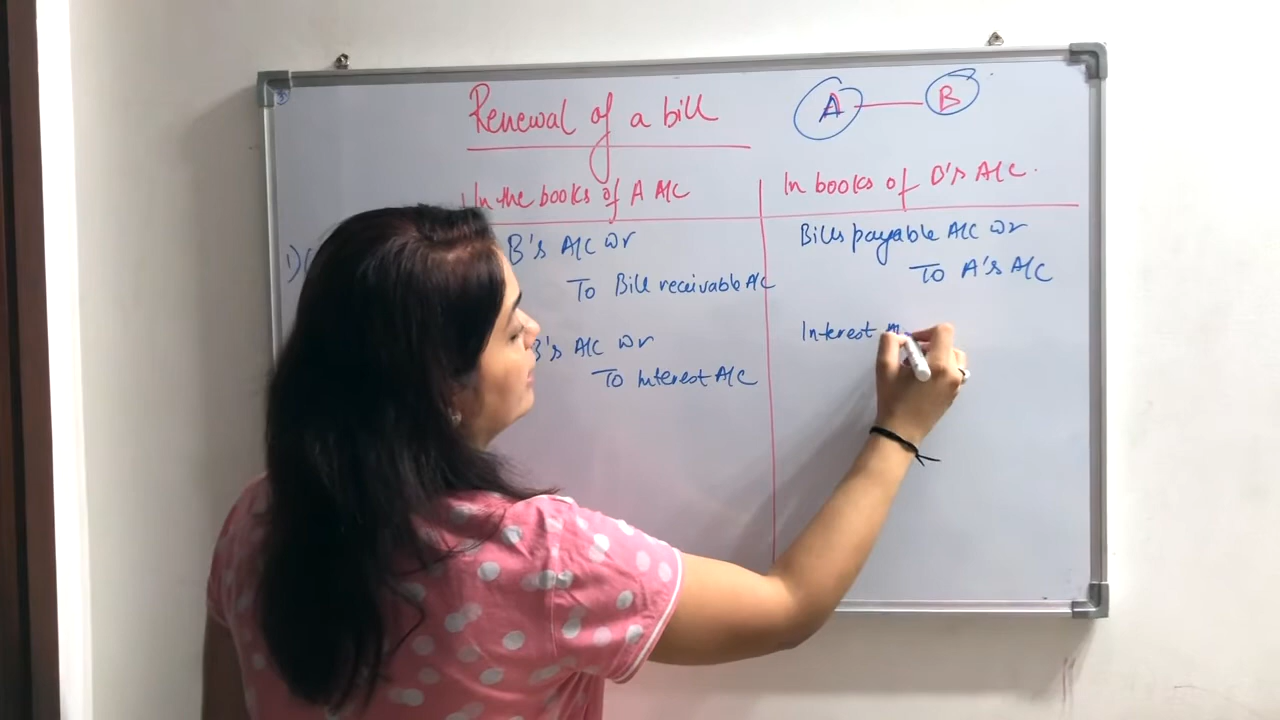 Renewal of a bill
A B
In the books of A A/C
In books of B's A/C.
1)
B's A/C Dr
To Bill receivable A/C
B's A/C Dr
To Interest A/C
Bills payable A/C Dr
To A's A/C
Interest